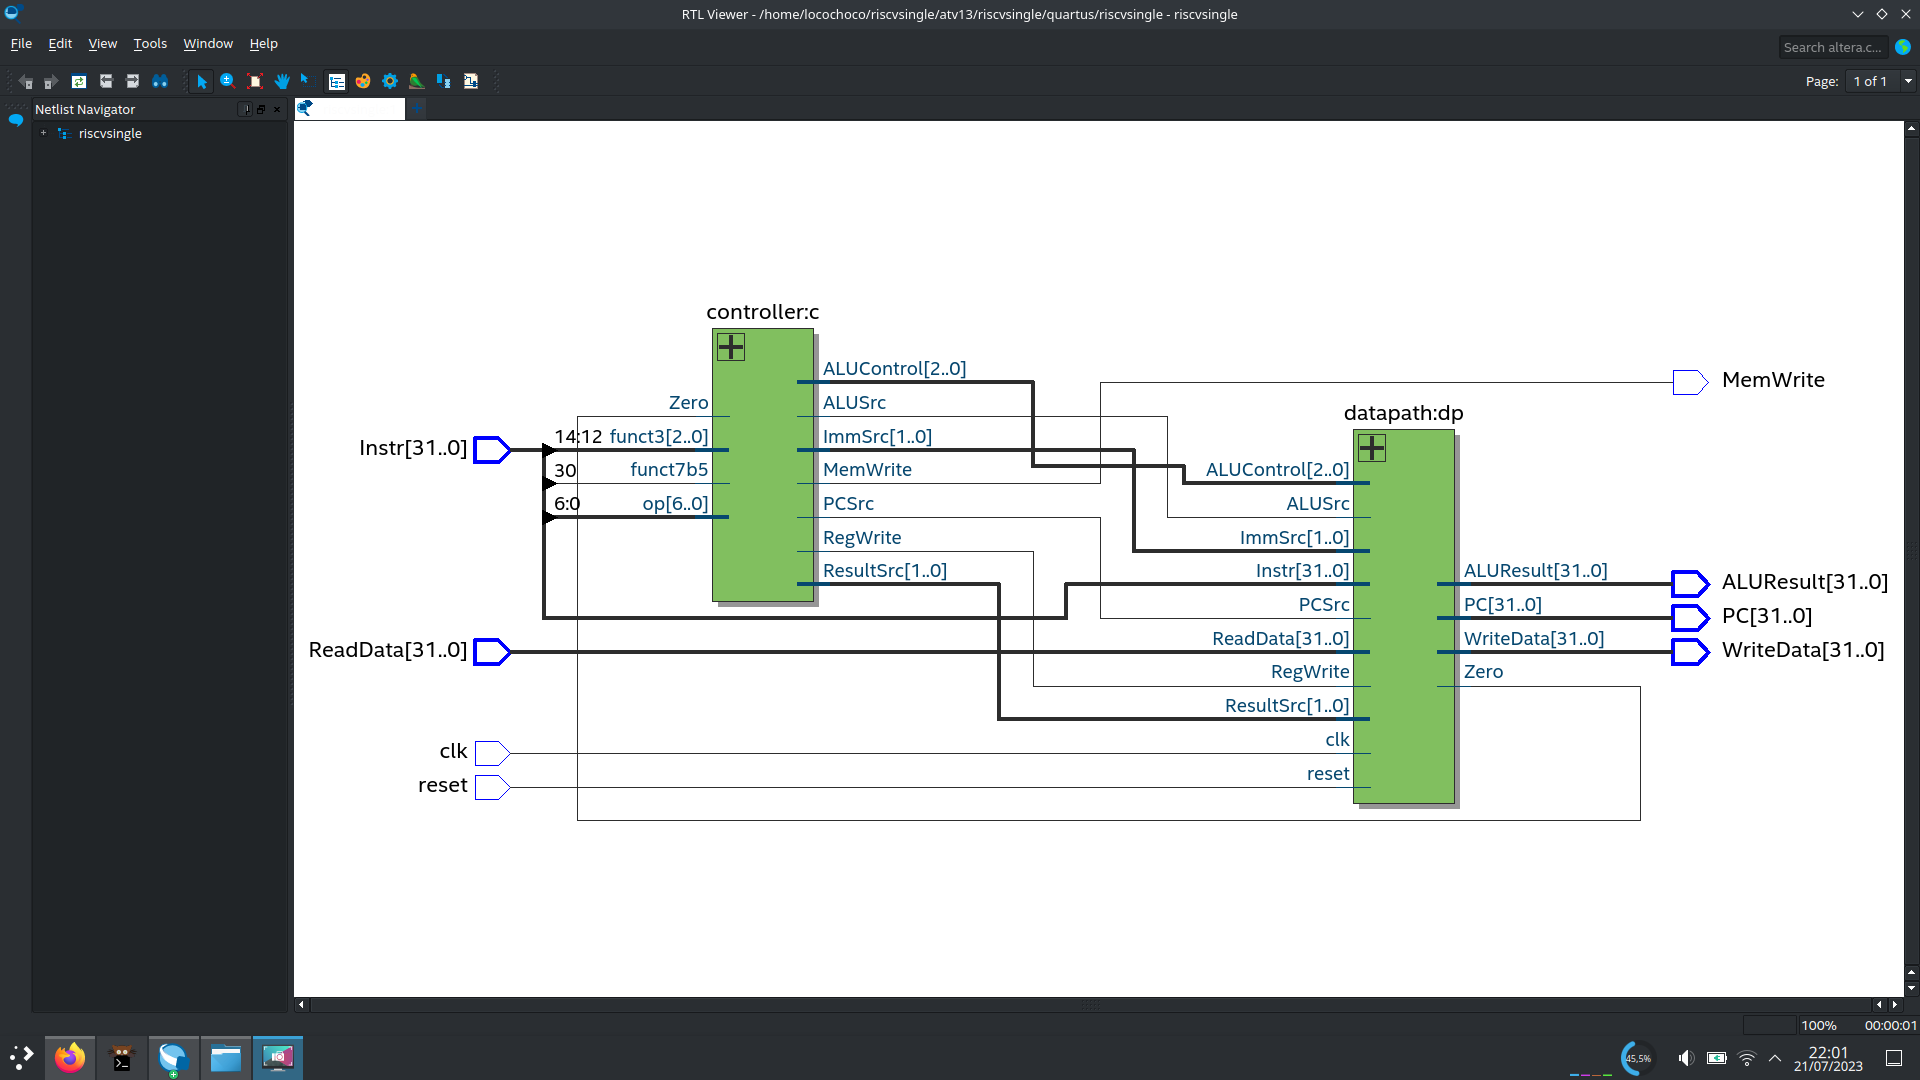 RTL Viewer - /home/locochoco/riscvsingle/atv13/riscvsingle/quartus/riscvsingle - riscvsingle
File Edit View Tools Window Help
Search altera.c...
Page: 1 of 1
Netlist Navigator
riscvsingle
controller:c
ALUControl[2..0]
MemWrite
Zero
ALUSrc
datapath:dp
Instr[31..0]
14:12 funct3[2..0]
ImmSrc[1..0]
30 funct7b5
MemWrite
ALUControl[2..0]
6:0 op[6..0]
PCSrc
ALUSrc
RegWrite
ImmSrc[1..0]
ResultSrc[1..0]
Instr[31..0]
ALUResult[31..0]
ALUResult[31..0]
PCSrc
PC[31..0]
PC[31..0]
ReadData[31..0]
ReadData[31..0]
WriteData[31..0]
WriteData[31..0]
RegWrite
Zero
ResultSrc[1..0]
clk
clk
reset
reset
100% 00:00:01
45,5%
22:01
21/07/2023